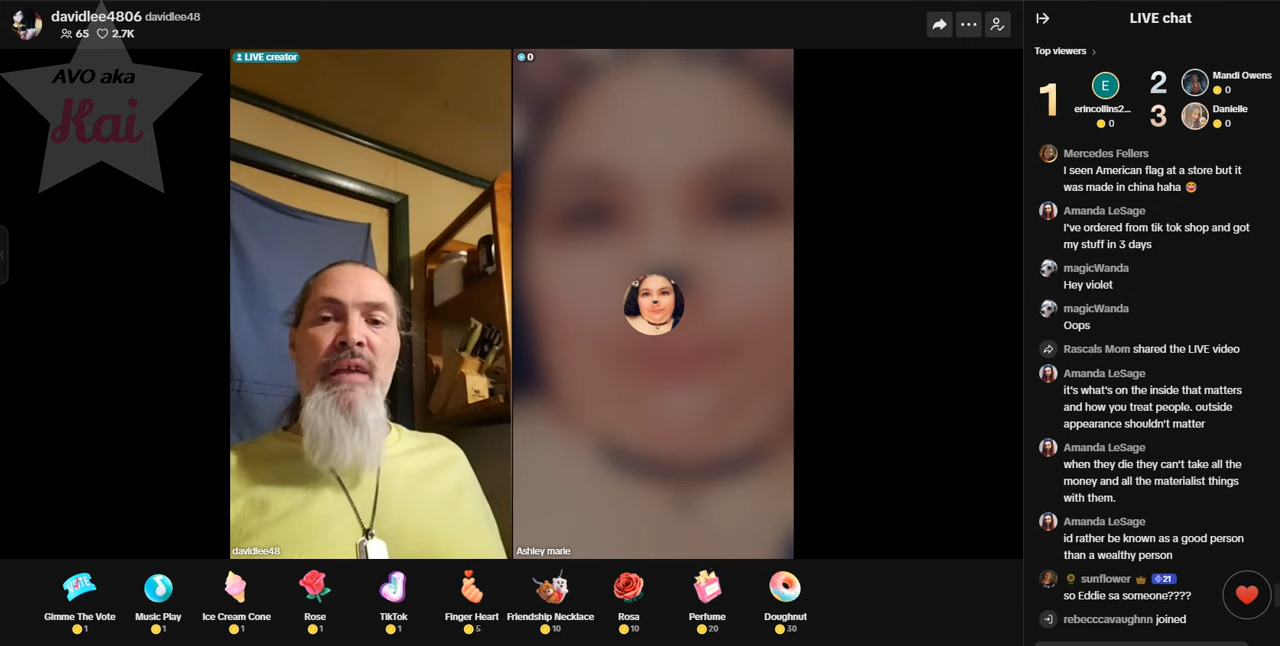 davidlee4806 davidlee48
65 2.7K
AVO aka
Kai
LIVE creator
0
davidlee48
Ashley marie
Gimme The Vote
1
Music Play
1
Ice Cream Cone
1
Rose
1
TikTok
1
Finger Heart
5
Friendship Necklace
10
Rosa
10
Perfume
20
Doughnut
30
LIVE chat
Top viewers >
1
E
erincollins2...
0
2
Mandi Owens
0
3
Danielle
0
Mercedes Fellers
I seen American flag at a store but it
was made in china haha
Amanda LeSage
I've ordered from tik tok shop and got
my stuff in 3 days
magicWanda
Hey violet
magicWanda
Oops
Rascals Mom shared the LIVE video
Amanda LeSage
it's what's on the inside that matters
and how you treat people. outside
appearance shouldn't matter
Amanda LeSage
when they die they can't take all the
money and all the materialist things
with them.
Amanda LeSage
id rather be known as a good person
than a wealthy person
sunflower 21
so Eddie sa someone????
rebecccavaughnn joined